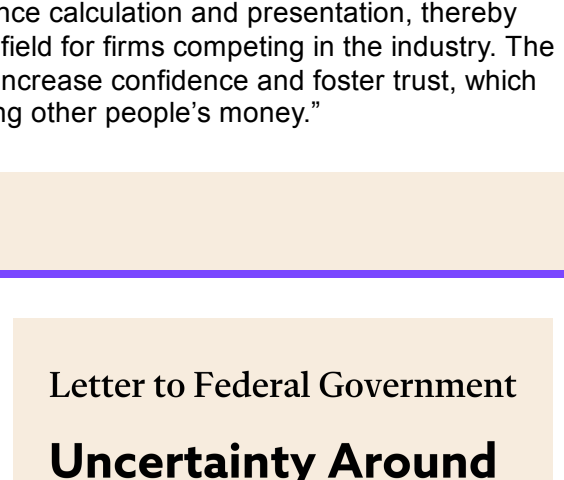 nce calculation and presentation, thereby
field for firms competing in the industry. The
increase confidence and foster trust, which
ng other people’s money.”
Letter to Federal Government
Uncertainty Around